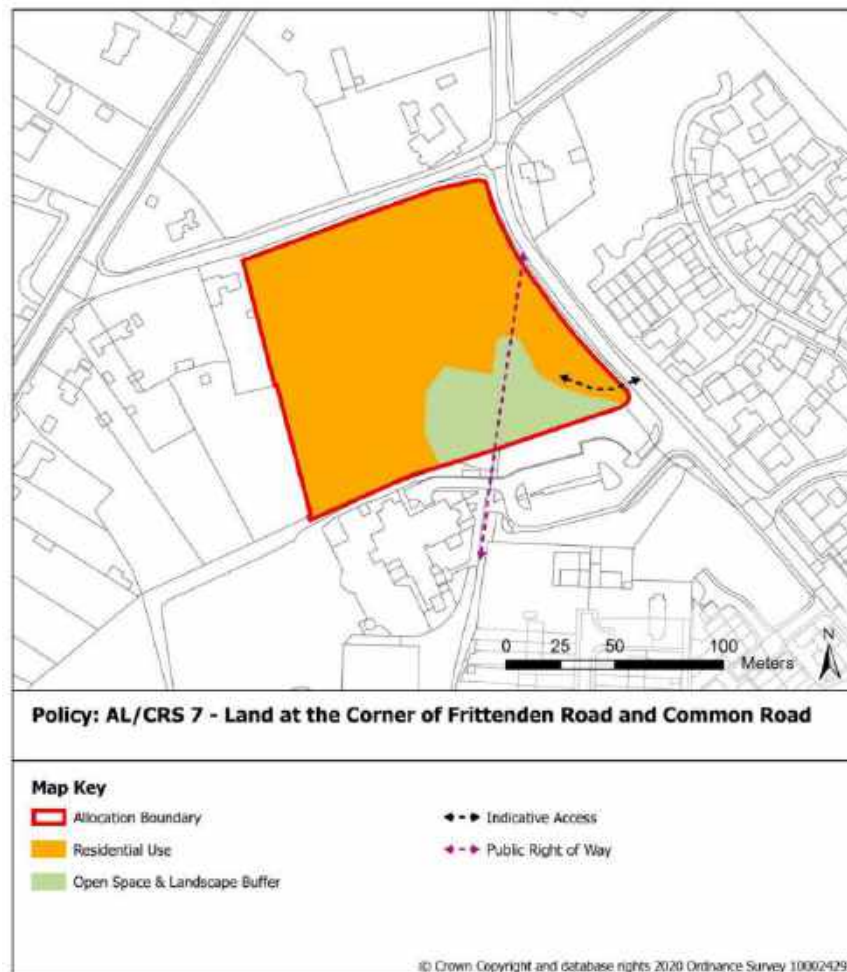 0 25 50 100
Meters
N
Policy: AL/CRS 7 - Land at the Corner of Frittenden Road and Common Road
Map Key
Allocation Boundary
Residential Use
Open Space & Landscape Buffer
Indicative Access
Public Right of Way
© Crown Copyright and database rights 2020 Ordnance Survey 10002429